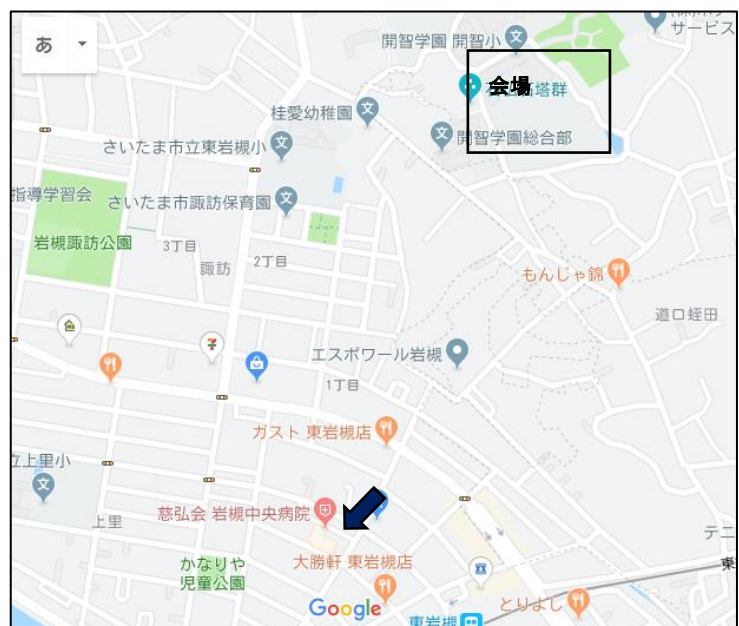 サービス
あ
開智学園 開智小
会場
塔群
桂愛幼稚園
開智学園総合部
さいたま市立東岩槻小
指導学習会
さいたま市諏訪保育園
岩槻諏訪公園
3丁目
諏訪
2丁目
もんじゃ錦
道口蛭田
エスポワール岩槻
1丁目
ガスト 東岩槻店
立上里小
慈弘会 岩槻中央病院
上里
テニ
かなりや
児童公園
大勝軒 東岩槻店
東
Google
とりよし
東岩槻